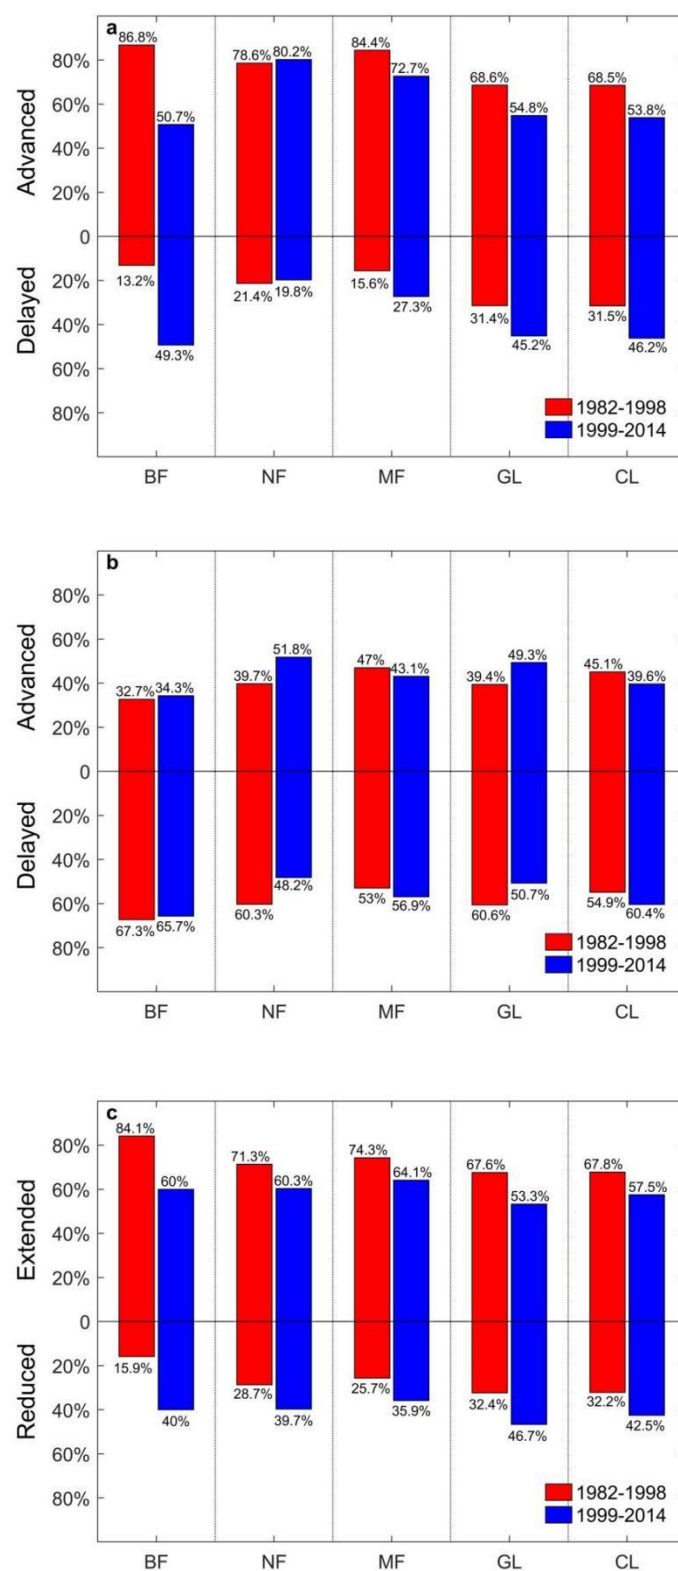 a
86.8% 78.6% 80.2% 84.4% 72.7% 68.6% 54.8% 68.5% 53.8%
50.7%
80%
60%
40%
20%
0
20%
40%
60%
80%
Advanced
Delayed
13.2% 49.3% 21.4% 19.8% 15.6% 27.3% 31.4% 45.2% 31.5% 46.2%
1982-1998
1999-2014
BF NF MF GL CL
b
80%
60%
40%
20%
0
20%
40%
60%
80%
Advanced
Delayed
32.7% 34.3% 39.7% 51.8% 47% 43.1% 39.4% 49.3% 45.1% 39.6%
67.3% 65.7% 60.3% 48.2% 53% 56.9% 60.6% 50.7% 54.9% 60.4%
1982-1998
1999-2014
BF NF MF GL CL
c
80%
60%
40%
20%
0
20%
40%
60%
80%
Extended
Reduced
84.1% 60% 71.3% 60.3% 74.3% 64.1% 67.6% 53.3% 67.8% 57.5%
15.9% 40% 28.7% 39.7% 25.7% 35.9% 32.4% 46.7% 32.2% 42.5%
1982-1998
1999-2014
BF NF MF GL CL